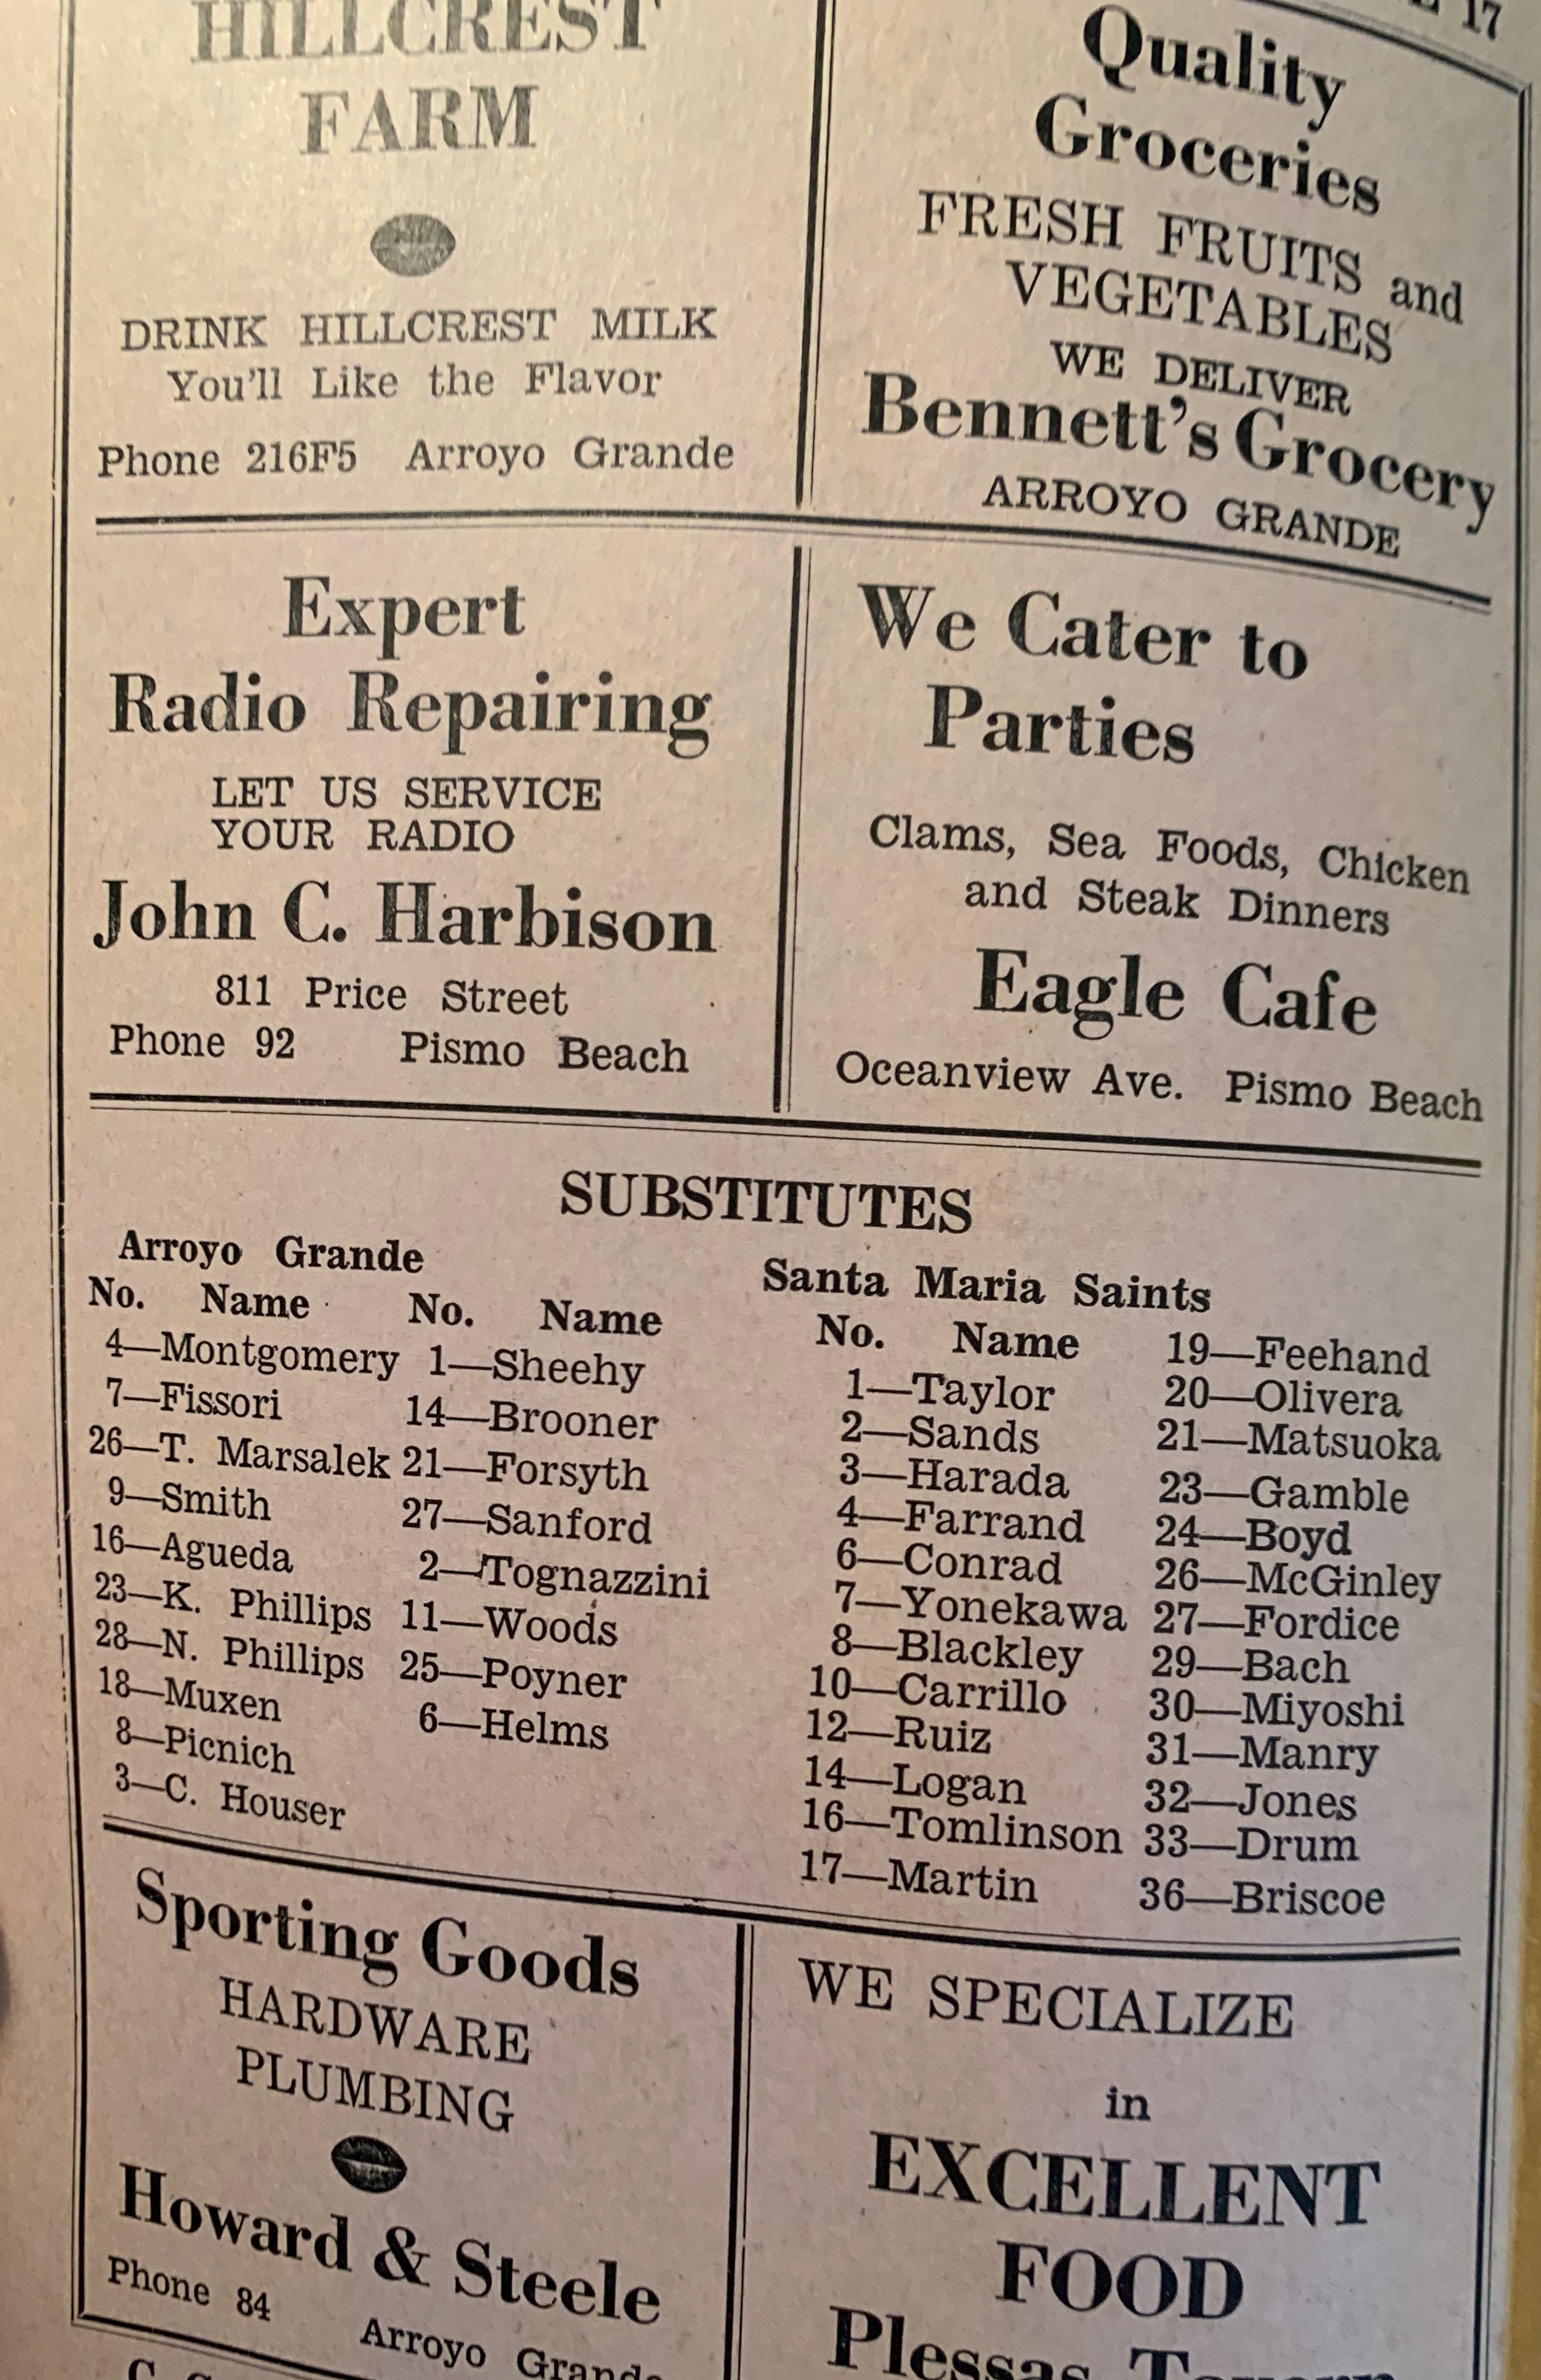 17
HILLCREST
FARM
DRINK HILLCREST MILK
You'll Like the Flavor
Phone 216F5 Arroyo Grande
Quality
Groceries
FRESH FRUITS and
VEGETABLES
WE DELIVER
Bennett's Grocery
ARROYO GRANDE
Expert
Radio Repairing
LET US SERVICE
YOUR RADIO
John C. Harbison
811 Price Street
Phone 92 Pismo Beach
We Cater to
Parties
Clams, Sea Foods, Chicken
and Steak Dinners
Eagle Cafe
Oceanview Ave. Pismo Beach
SUBSTITUTES
Arroyo Grande
No. Name No. Name
4—Montgomery 1—Sheehy
7—Fissori 14—Brooner
26—T. Marsalek 21—Forsyth
9—Smith 27—Sanford
16—Agueda 2—Tognazzini
23—K. Phillips 11—Woods
28—N. Phillips 25—Poyner
18—Muxen 6—Helms
8—Picnich
3—C. Houser
Santa Maria Saints
No. Name 19—Feehand
1—Taylor 20—Olivera
2—Sands 21—Matsuoka
3—Harada 23—Gamble
4—Farrand 24—Boyd
6—Conrad 26—McGinley
7—Yonekawa 27—Fordice
8—Blackley 29—Bach
10—Carrillo 30—Miyoshi
12—Ruiz 31—Manry
14—Logan 32—Jones
16—Tomlinson 33—Drum
17—Martin 36—Briscoe
Sporting Goods
HARDWARE
PLUMBING
Howard & Steele
Phone 84 Arroyo Grande
WE SPECIALIZE
in
EXCELLENT
FOOD
Plessas Tavern